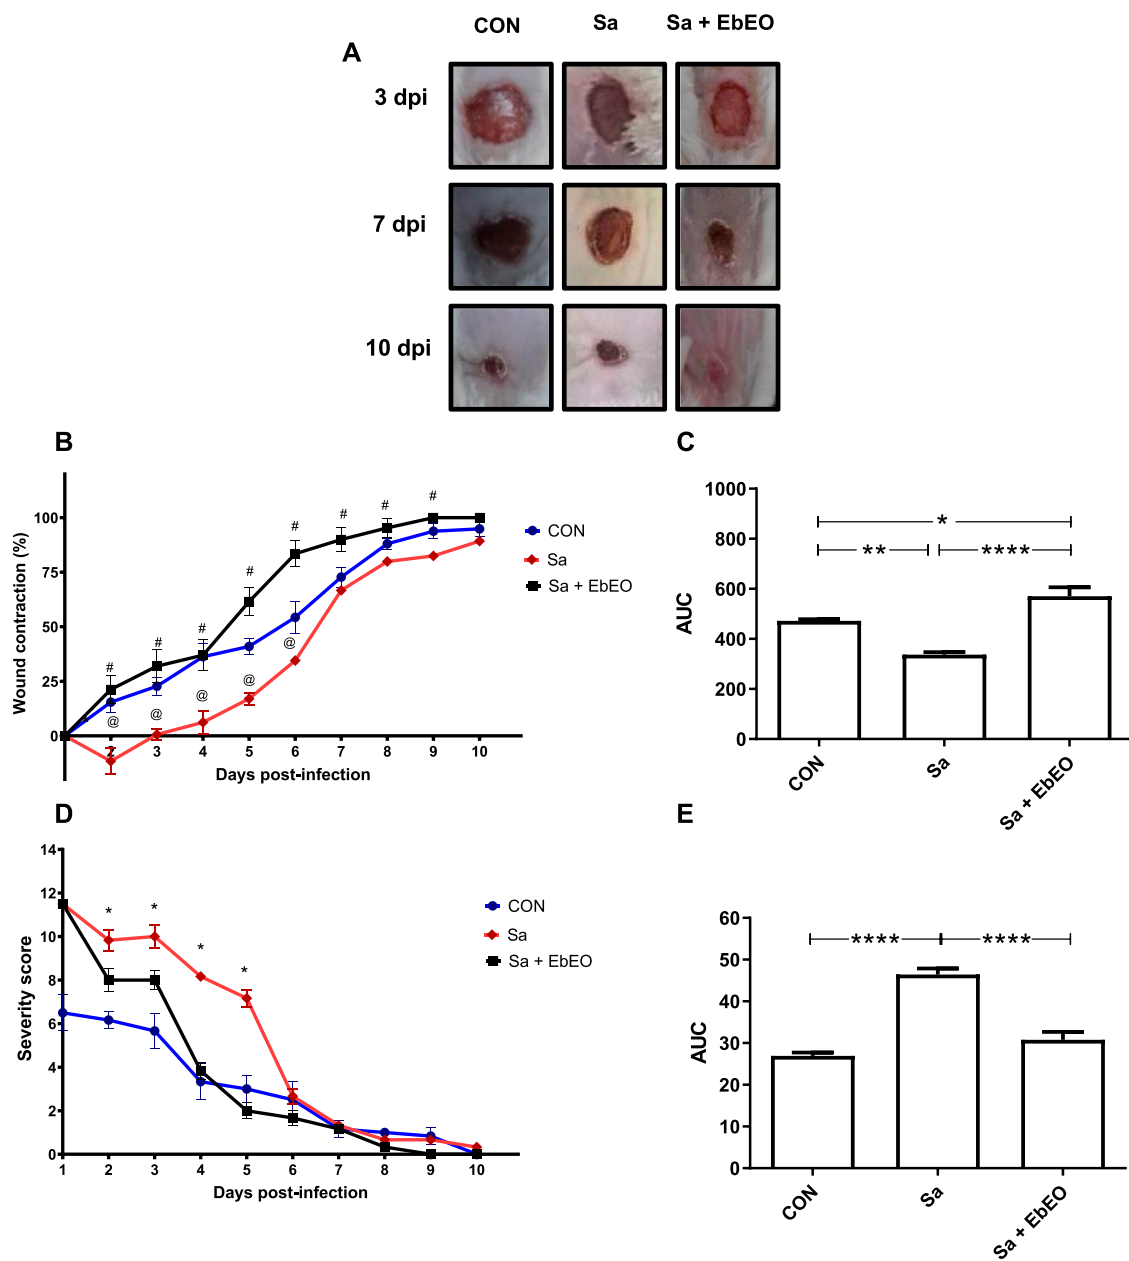 CON Sa Sa + EbEO
A
3 dpi
7 dpi
10 dpi
B
Wound contraction (%)
100
75
50
25
0
# # # # # # # #
@ @ @ @ @
2 3 4 5 6 7 8 9 10
Days post-infection
CON
Sa
Sa + EbEO
C
AUC
1000
800
600
400
200
0
*
** ****
CON Sa Sa + EbEO
D
Severity score
14
12
10
8
6
4
2
0
* * * *
1 2 3 4 5 6 7 8 9 10
Days post-infection
CON
Sa
Sa + EbEO
E
AUC
60
50
40
30
20
10
0
**** ****
CON Sa Sa + EbEO